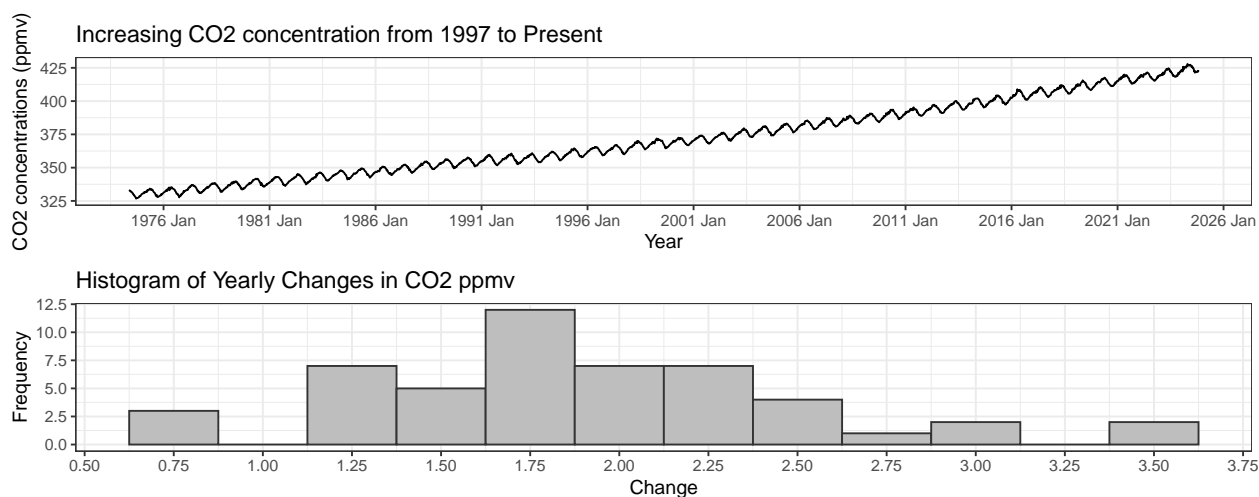 Increasing CO2 concentration from 1997 to Present
CO2 concentrations (ppmv)
425
400
375
350
325
1976 Jan 1981 Jan 1986 Jan 1991 Jan 1996 Jan 2001 Jan 2006 Jan 2011 Jan 2016 Jan 2021 Jan 2026 Jan
Year
Histogram of Yearly Changes in CO2 ppmv
Frequency
12.5
10.0
7.5
5.0
2.5
0.0
0.50 0.75 1.00 1.25 1.50 1.75 2.00 2.25 2.50 2.75 3.00 3.25 3.50 3.75
Change